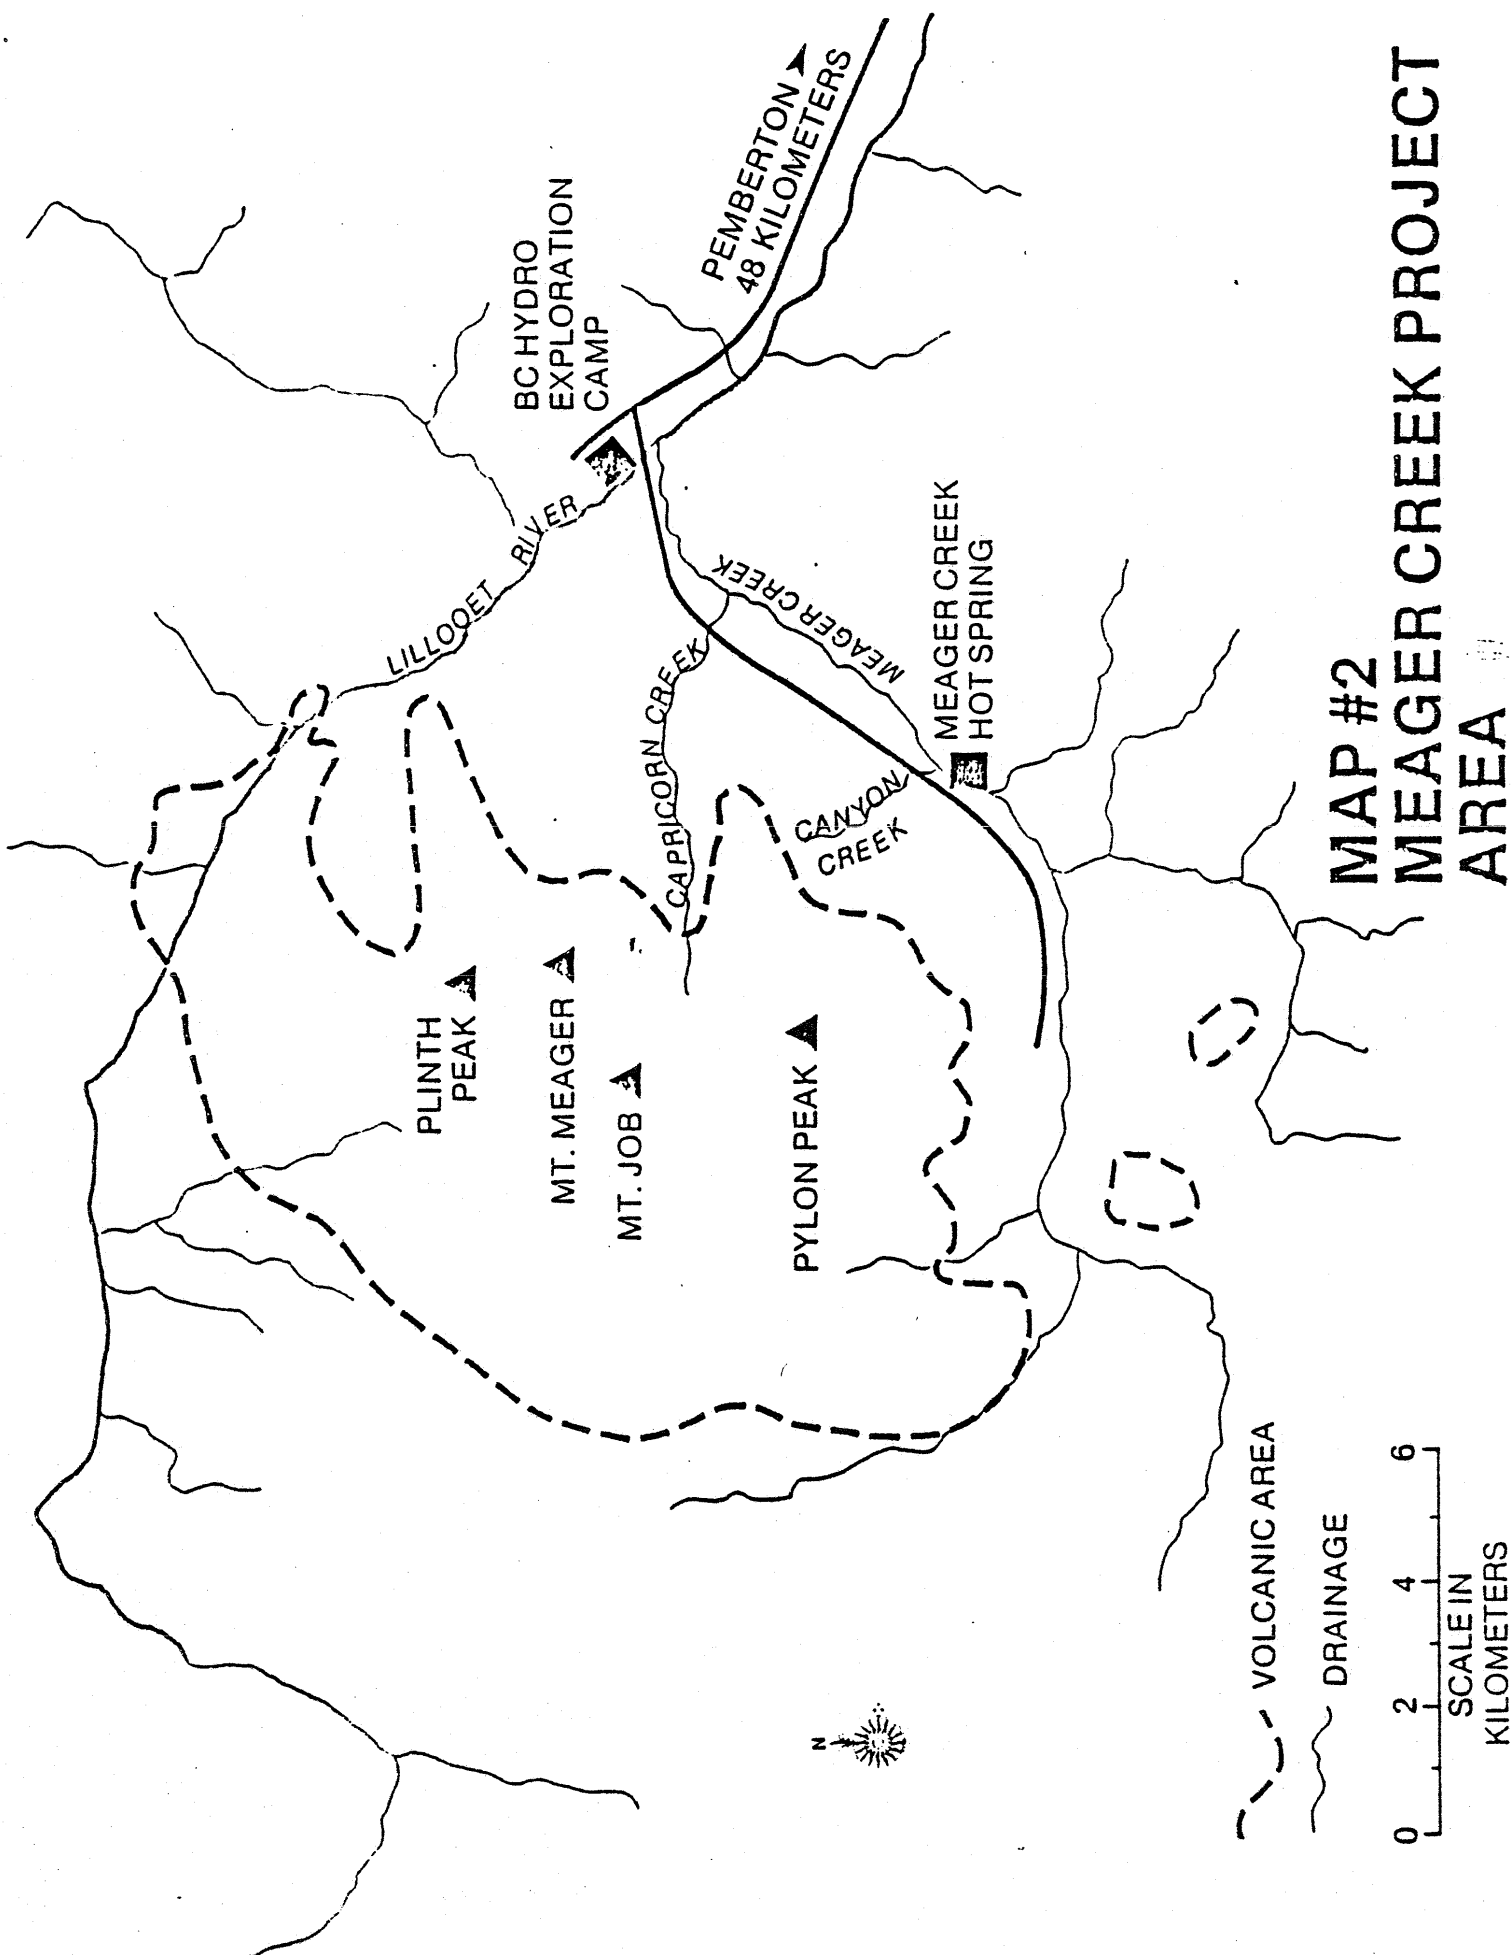 PEMBERTON
48 KILOMETERS
BC HYDRO
EXPLORATION
CAMP
LILLOOET RIVER
MEAGER CREEK
CAPRICORN CREEK
MEAGER CREEK
HOT SPRING
CANYON
CREEK
PLINTH
PEAK
MT. MEAGER
MT. JOB
PYLON PEAK
N
VOLCANIC AREA
DRAINAGE
0 2 4 6
SCALE IN
KILOMETERS
MAP #2
MEAGER CREEK PROJECT
AREA